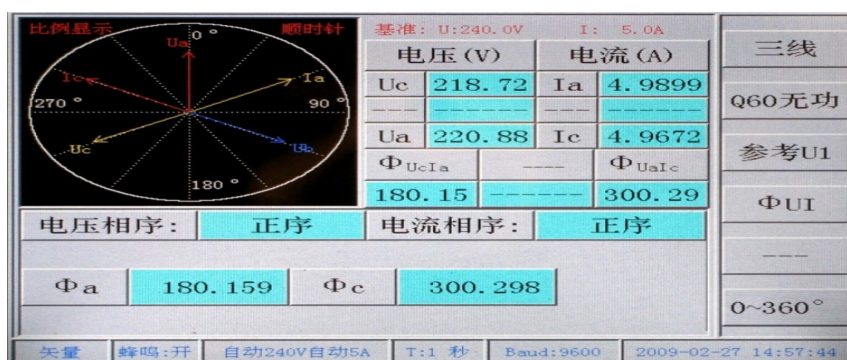 比例显示 0° 顺时针
Ua
Ic Ia
270° 90°
Uc Ub
180°
基准: U:240.0V I: 5.0A
电压(V) 电流(A)
Uc 218.72 Ia 4.9899
--- ------ --- ------
Ua 220.88 Ic 4.9672
ΦUcIa ---- ΦUaIc
180.15 ------ 300.29
电压相序: 正序 电流相序: 正序
Φa 180.159 Φc 300.298
三线
Q60无功
参考U1
ΦUI
---
0~360°
矢量 蜂鸣:开 自动240V自动5A T:1 秒 Baud:9600 2009-02-27 14:57:44